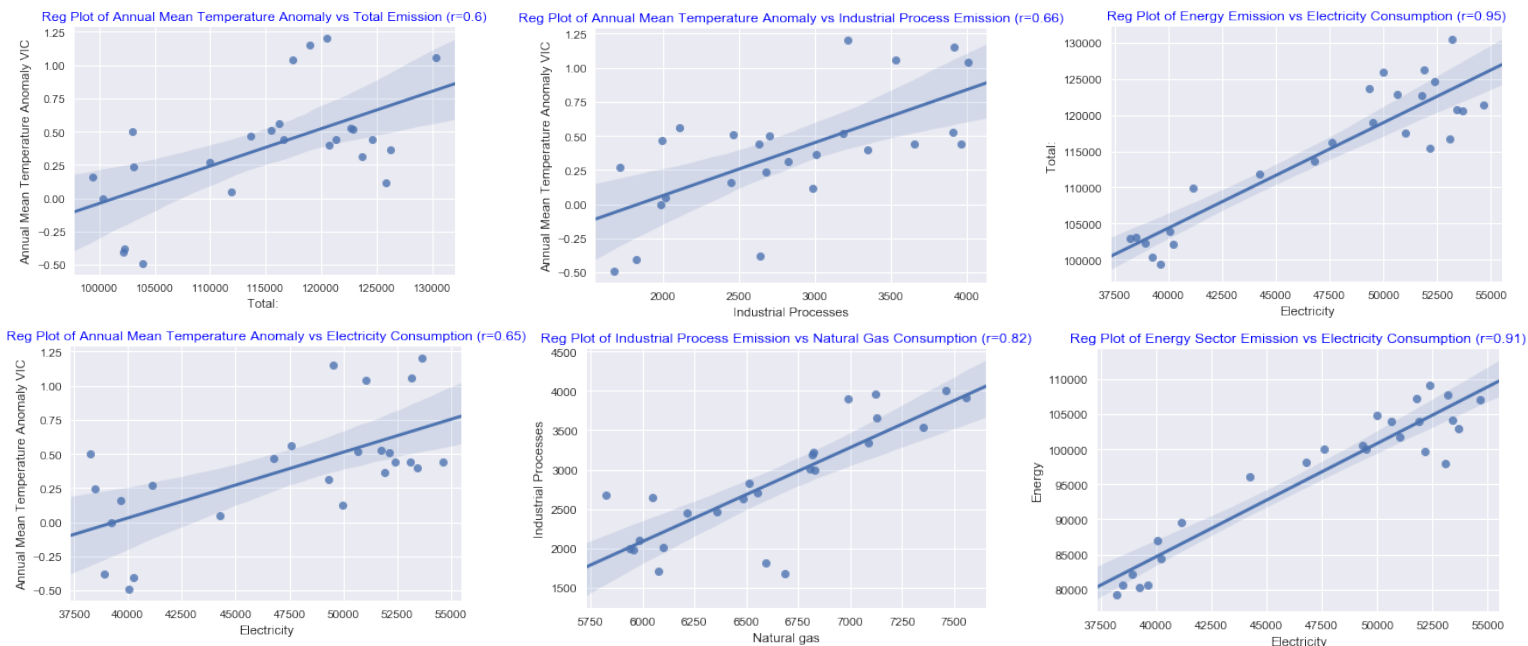 Reg Plot of Annual Mean Temperature Anomaly vs Total Emission (r=0.6)
Annual Mean Temperature Anomaly VIC
1.25
1.00
0.75
0.50
0.25
0.00
−0.25
−0.50
100000 105000 110000 115000 120000 125000 130000
Total:
Reg Plot of Annual Mean Temperature Anomaly vs Industrial Process Emission (r=0.66)
Annual Mean Temperature Anomaly VIC
1.25
1.00
0.75
0.50
0.25
0.00
−0.25
−0.50
2000 2500 3000 3500 4000
Industrial Processes
Reg Plot of Energy Emission vs Electricity Consumption (r=0.95)
Total:
130000
125000
120000
115000
110000
105000
100000
37500 40000 42500 45000 47500 50000 52500 55000
Electricity
Reg Plot of Annual Mean Temperature Anomaly vs Electricity Consumption (r=0.65)
Annual Mean Temperature Anomaly VIC
1.25
1.00
0.75
0.50
0.25
0.00
−0.25
−0.50
37500 40000 42500 45000 47500 50000 52500 55000
Electricity
Reg Plot of Industrial Process Emission vs Natural Gas Consumption (r=0.82)
Industrial Processes
4500
4000
3500
3000
2500
2000
1500
5750 6000 6250 6500 6750 7000 7250 7500
Natural gas
Reg Plot of Energy Sector Emission vs Electricity Consumption (r=0.91)
Energy
110000
105000
100000
95000
90000
85000
80000
37500 40000 42500 45000 47500 50000 52500 55000
Electricity